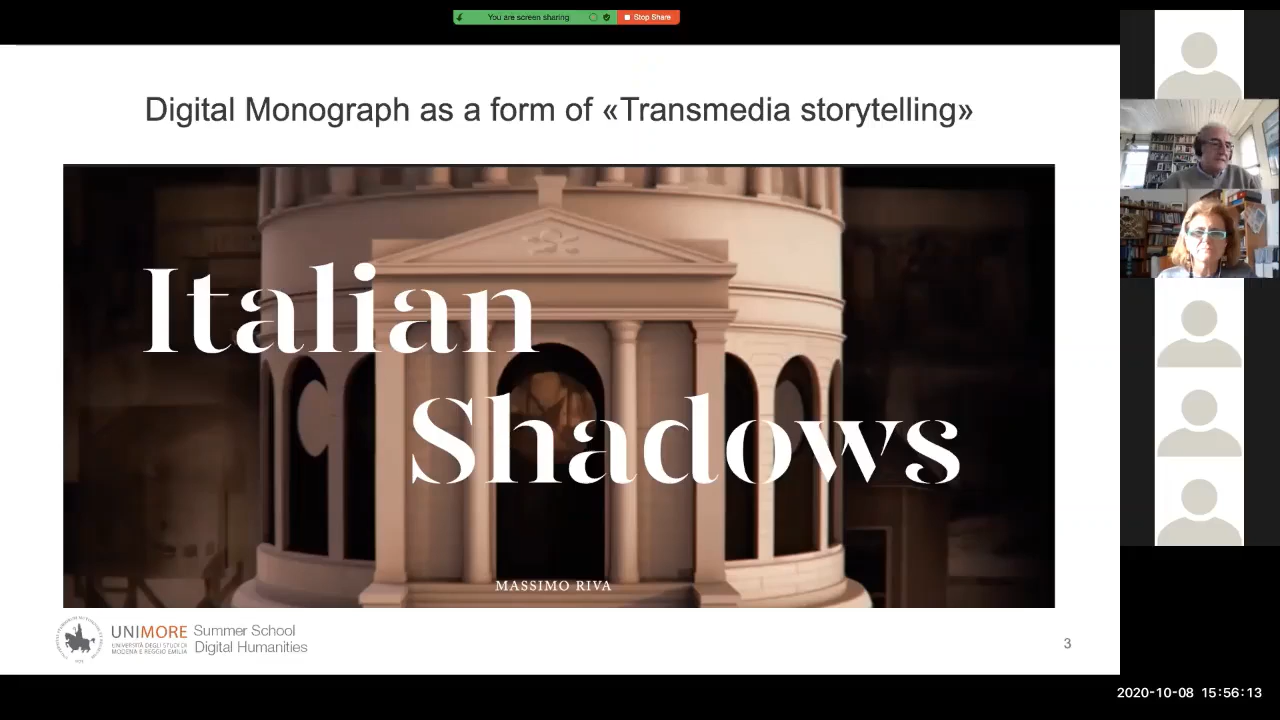 You are screen sharing
Stop Share
Digital Monograph as a form of «Transmedia storytelling»
Italian
Shadows
MASSIMO RIVA
UNIMORE
UNIVERSITÀ DEGLI STUDI DI
MODENA E REGGIO EMILIA
Summer School
Digital Humanities
3
2020-10-08 15:56:13